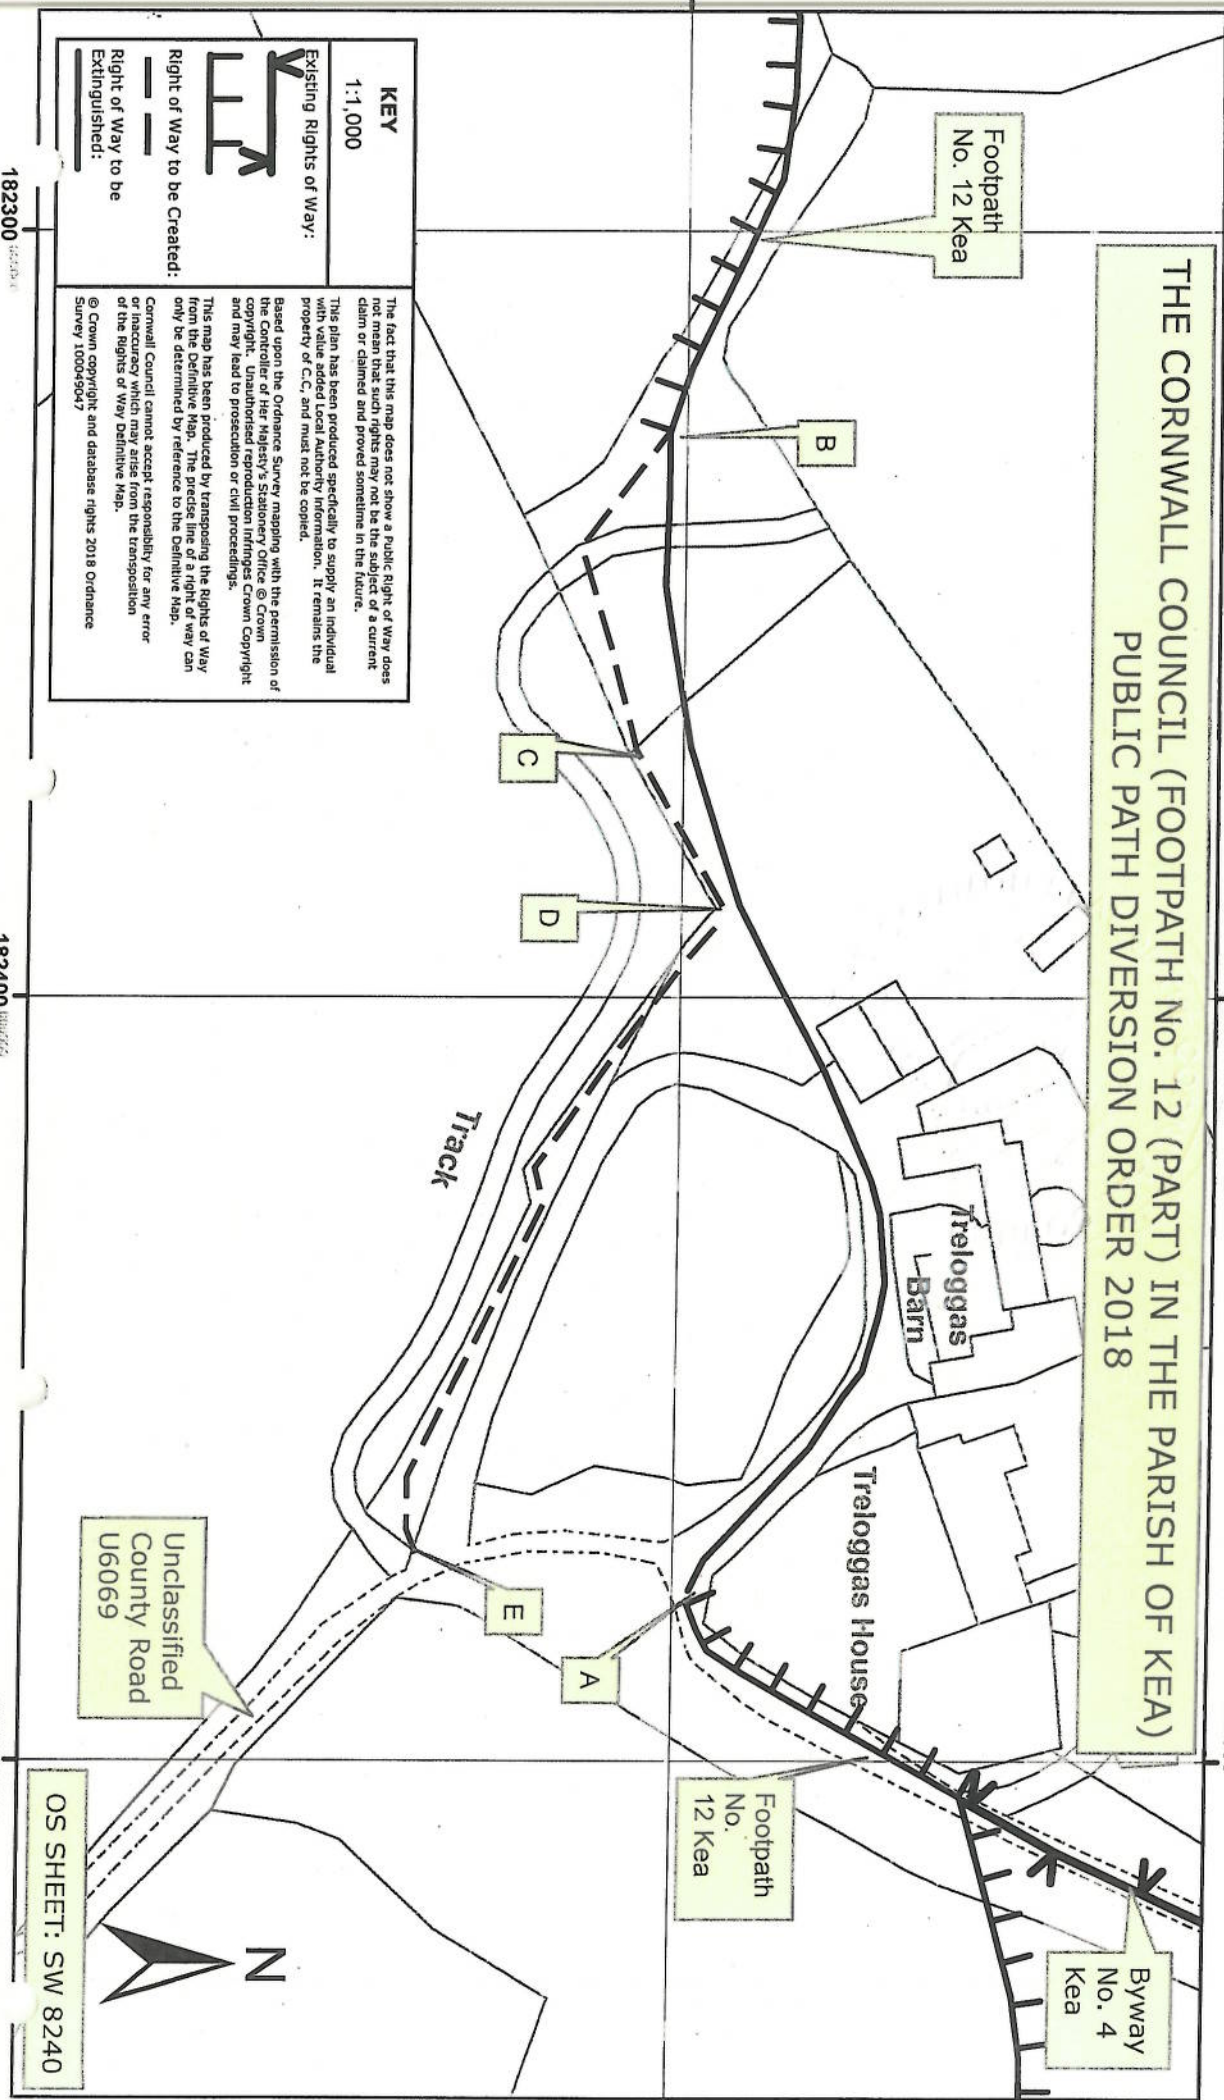 THE CORNWALL COUNCIL (FOOTPATH No. 12 (PART) IN THE PARISH OF KEA)
PUBLIC PATH DIVERSION ORDER 2018
Footpath
No. 12 Kea
B
C
D
E
A
Treloggas
Barn
Treloggas House
Track
Footpath
No.
12 Kea
Byway
No. 4
Kea
Unclassified
County Road
U6069
N
OS SHEET: SW 8240
KEY
1:1,000
Existing Rights of Way:
Right of Way to be Created:
Right of Way to be
Extinguished:
The fact that this map does not show a Public Right of Way does
not mean that such rights may not be the subject of a current
claim or claimed and proved sometime in the future.
This plan has been produced specfically to supply an individual
with value added Local Authority information. It remains the
property of C.C, and must not be copied.
Based upon the Ordnance Survey mapping with the permission of
the Controller of Her Majesty's Stationery Office © Crown
copyright. Unauthorised reproduction infringes Crown Copyright
and may lead to prosecution or civil proceedings.
This map has been produced by transposing the Rights of Way
from the Definitive Map. The precise line of a right of way can
only be determined by reference to the Definitive Map.
Cornwall Council cannot accept responsiblity for any error
or inaccuracy which may arise from the transposition
of the Rights of Way Definitive Map.
© Crown copyright and database rights 2018 Ordnance
Survey 100049047
182300
182400